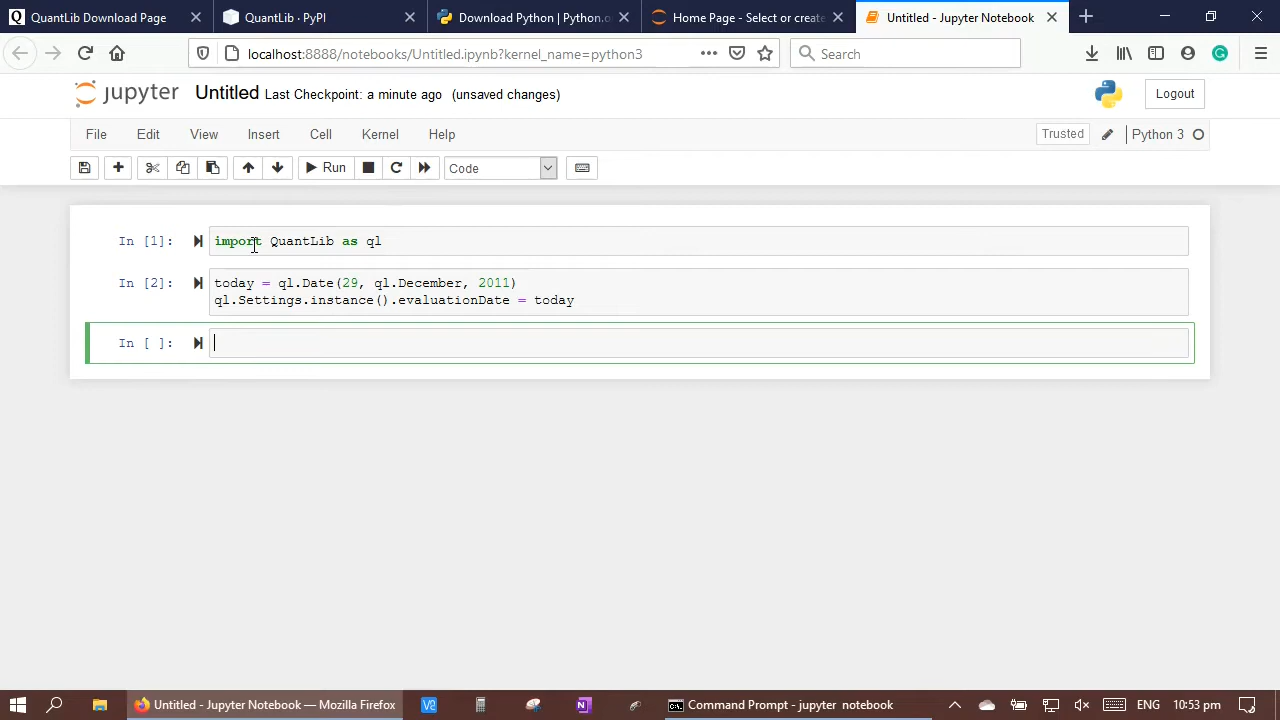 QuantLib Download Page
QuantLib · PyPI
Download Python | Python.o
Home Page - Select or create
Untitled - Jupyter Notebook
localhost:8888/notebooks/Untitled.ipynb?kernel_name=python3
Search
jupyter Untitled Last Checkpoint: a minute ago (unsaved changes)
Logout
File Edit View Insert Cell Kernel Help
Trusted
Python 3
Run
Code
In [1]: import QuantLib as ql
In [2]: today = ql.Date(29, ql.December, 2011)
ql.Settings.instance().evaluationDate = today
In [ ]:
Untitled - Jupyter Notebook — Mozilla Firefox
Command Prompt - jupyter notebook
ENG
10:53 pm